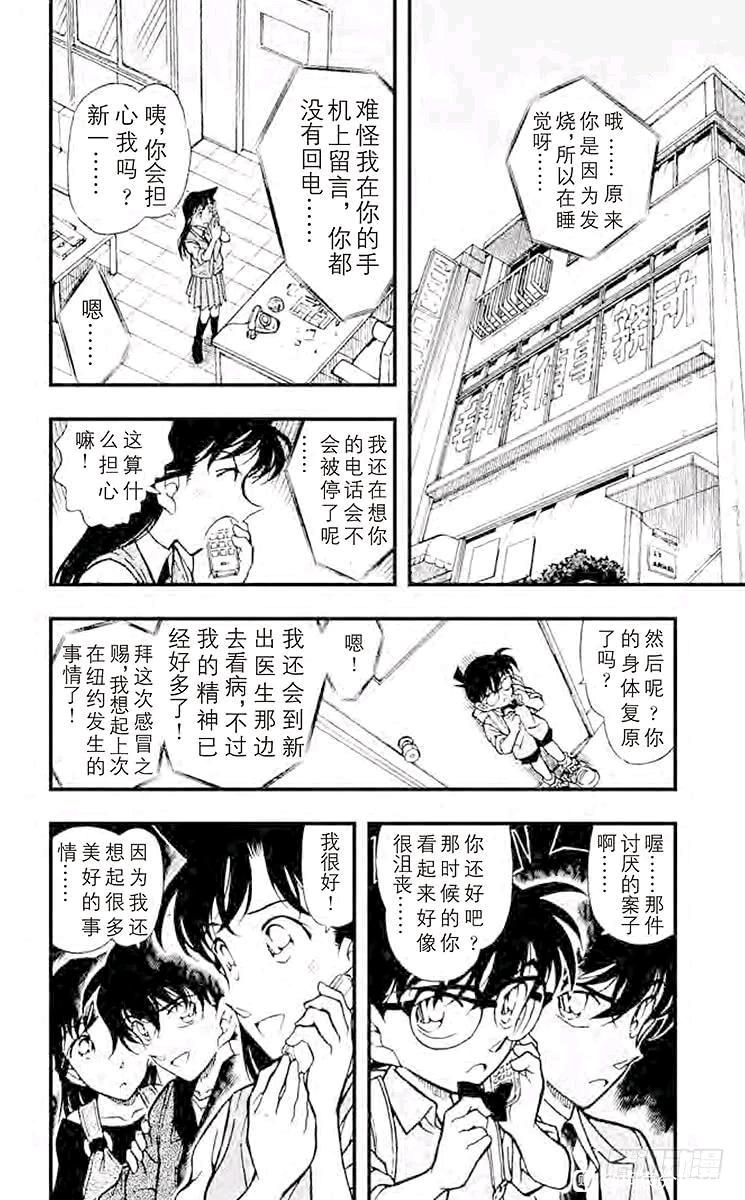 哦……原来
你是因为发
烧，所以在睡
觉呀……
毛利侦探事務所
难怪我在你的手
机上留言，你都
没有回电……
咦，你会担
心我吗？
新一……
嗯……
我还在想你
的电话会不
会被停了呢
……
这算什
么担心
嘛！
然后呢？你
的身体复原
了吗？
嗯！
我还会到新
出医生那边
去看病，不过
我的精神已
经好多了！
拜这次感冒之
赐，我想起上次
在纽约发生的
事情了！
喔……那件
讨厌的案子
啊……
你还好吧？
那时候的你
看起来好像
很沮丧……
我很好！
因为我还
想起很多
美好的事
情……